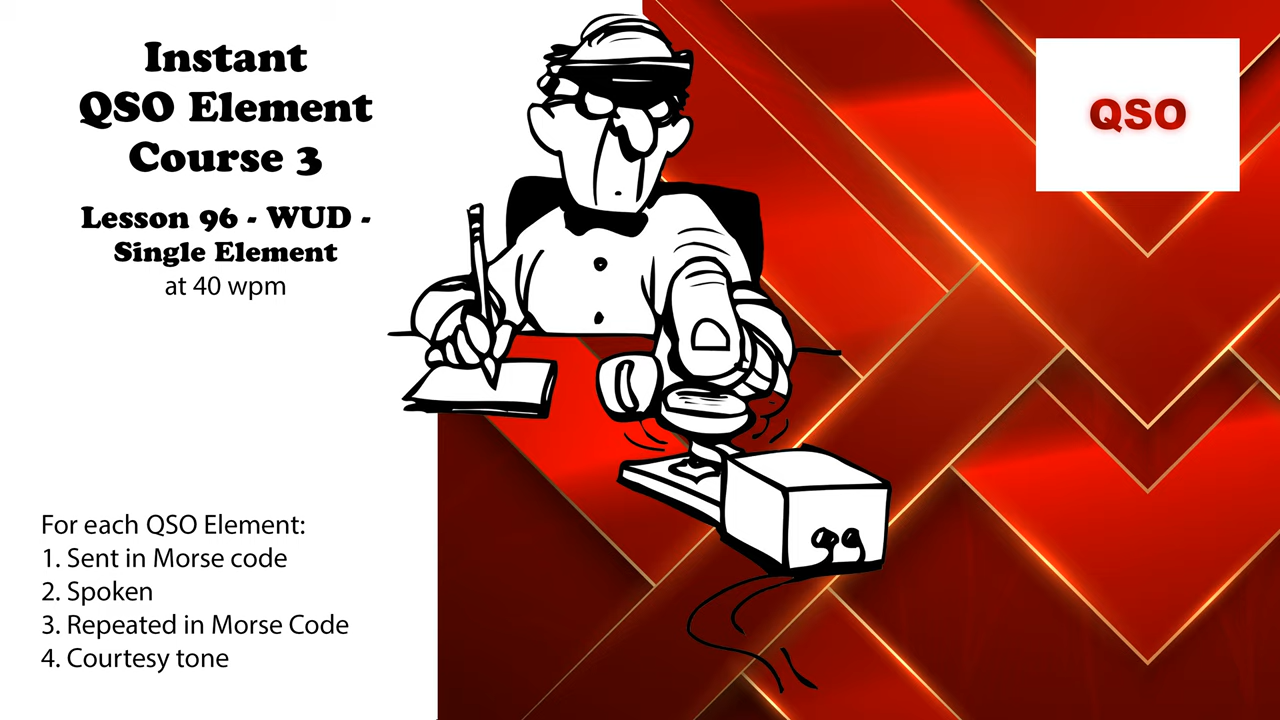 Instant
QSO Element
Course 3
Lesson 96 - WUD -
Single Element
at 40 wpm
QSO
For each QSO Element:
1. Sent in Morse code
2. Spoken
3. Repeated in Morse Code
4. Courtesy tone